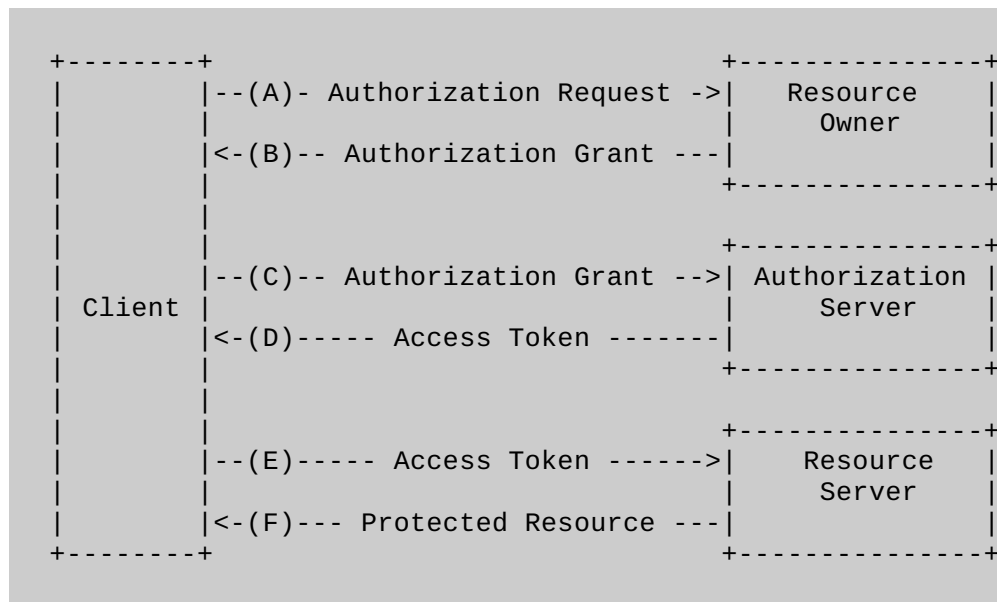 +--------+                               +---------------+
|        |--(A)- Authorization Request ->|   Resource    |
|        |                               |     Owner     |
|        |<-(B)-- Authorization Grant ---|               |
|        |                               +---------------+
|        |
|        |                               +---------------+
|        |--(C)-- Authorization Grant -->| Authorization |
| Client |                               |     Server    |
|        |<-(D)----- Access Token -------|               |
|        |                               +---------------+
|        |
|        |                               +---------------+
|        |--(E)----- Access Token ------>|    Resource   |
|        |                               |     Server    |
|        |<-(F)--- Protected Resource ---|               |
+--------+                               +---------------+